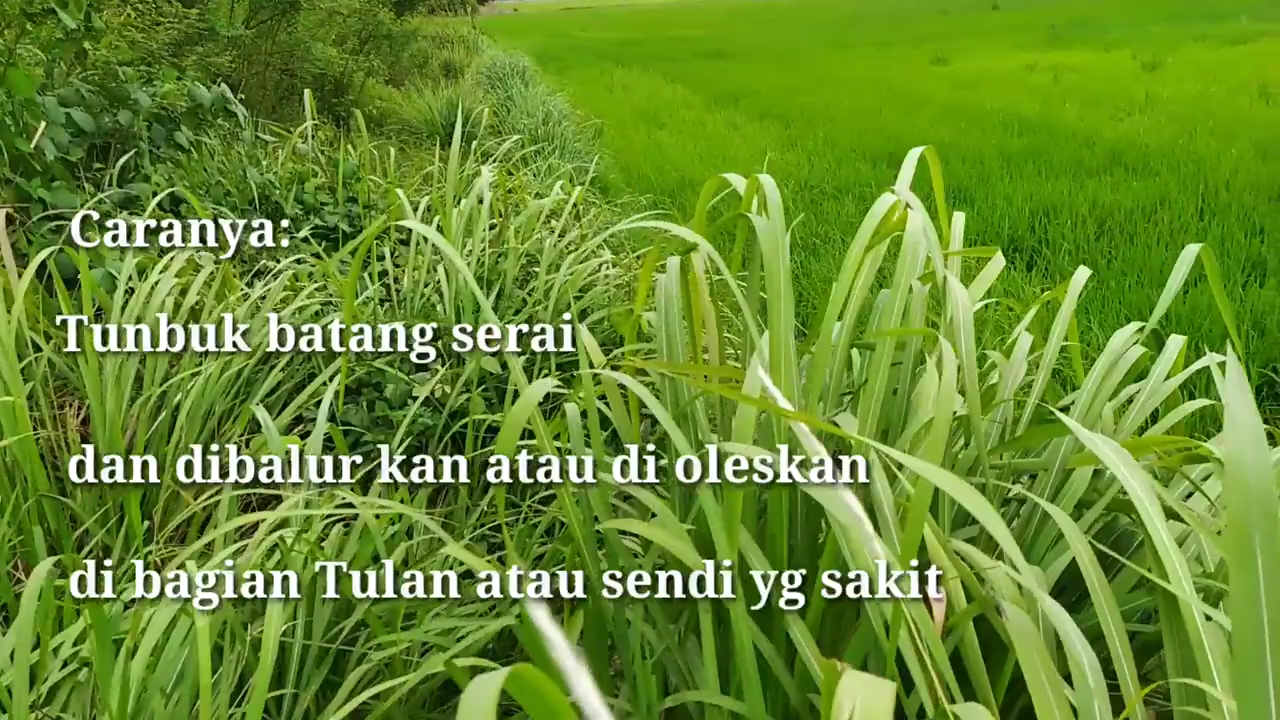 Caranya:
Tunbuk batang serai
dan dibalur kan atau di oleskan
di bagian Tulan atau sendi yg sakit